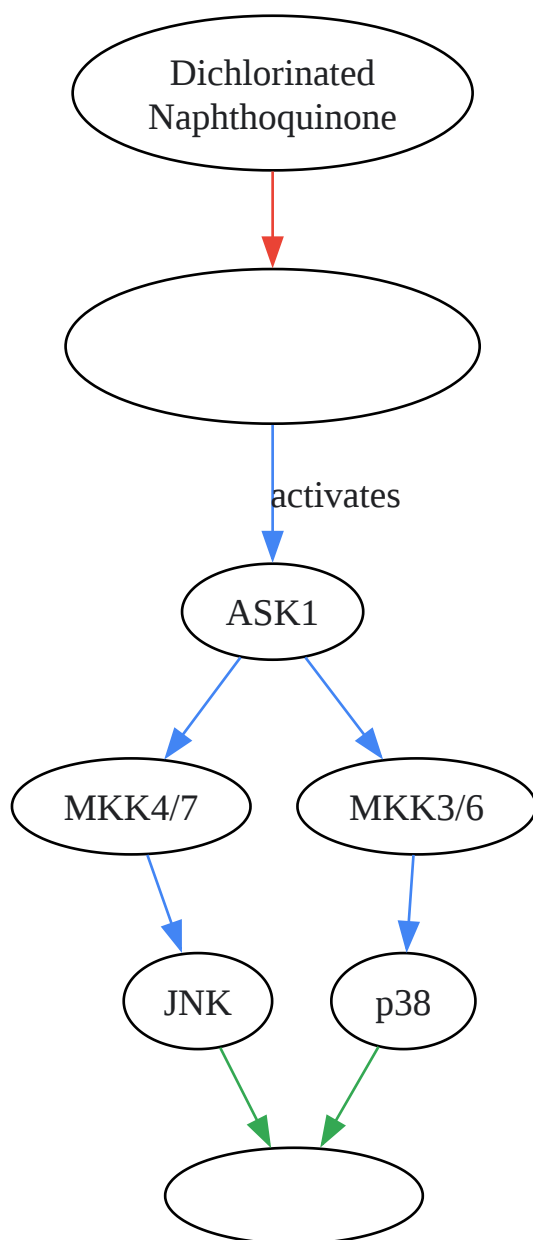 Dichlorinated
Naphthoquinone
activates
ASK1
MKK4/7
MKK3/6
JNK
p38